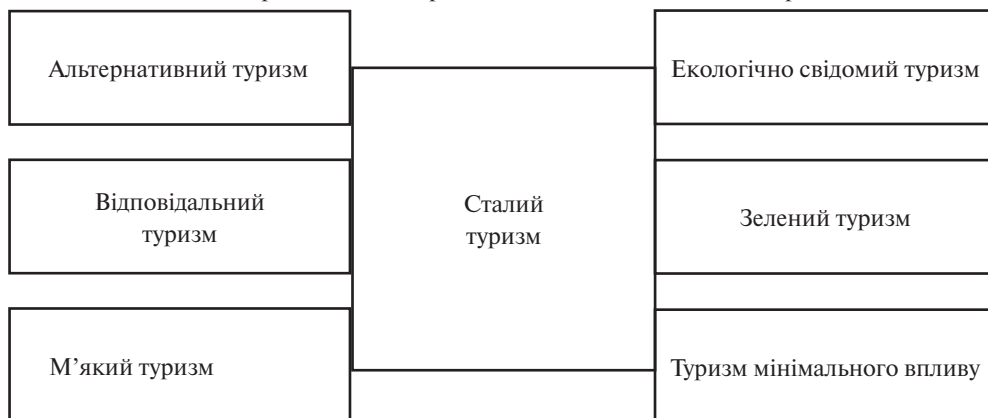 Альтернативний туризм
Відповідальний
туризм
М’який туризм
Сталий
туризм
Екологічно свідомий туризм
Зелений туризм
Туризм мінімального впливу